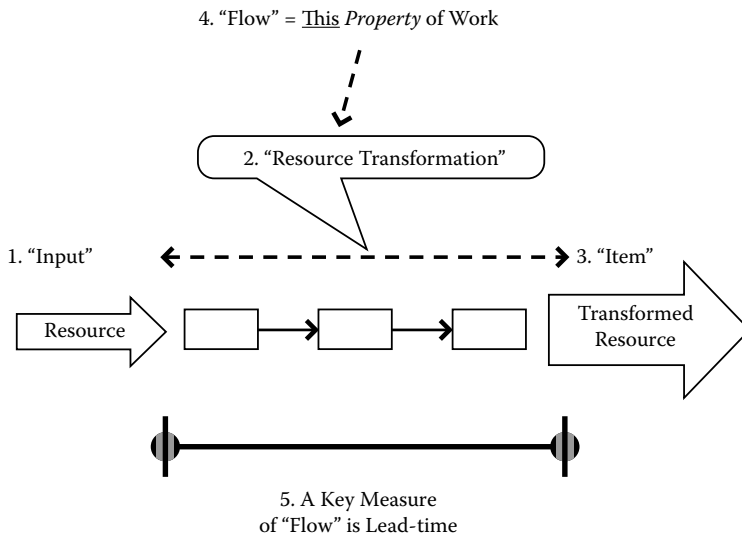 4. “Flow” = This Property of Work
2. “Resource Transformation”
1. “Input”
3. “Item”
Resource
Transformed
Resource
5. A Key Measure
of “Flow” is Lead-time